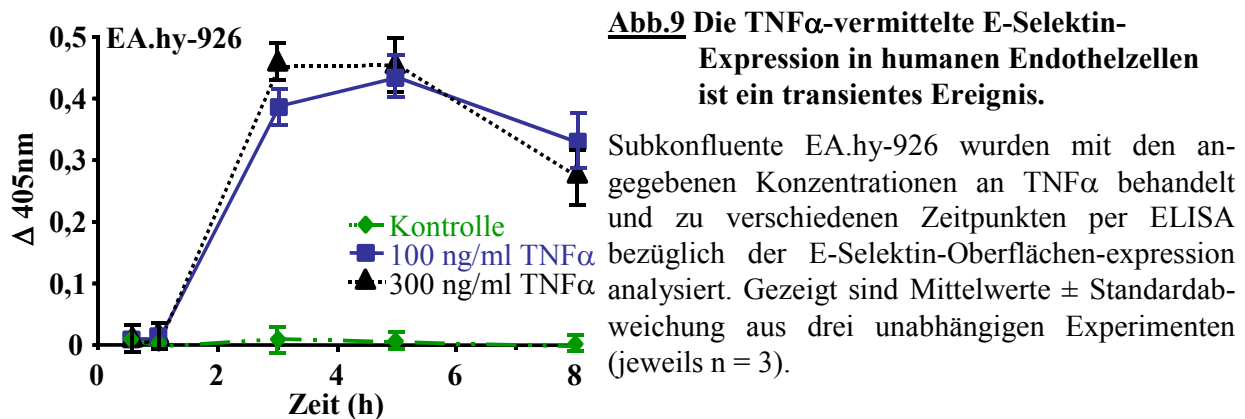 EA.hy-926
0,5
0,4
0,3
0,2
0,1
0
Δ 405nm
Kontrolle
100 ng/ml TNFα
300 ng/ml TNFα
0
2
4
6
8
Zeit (h)
Abb.9 Die TNFα-vermittelte E-Selektin-
Expression in humanen Endothelzellen
ist ein transientes Ereignis.
Subkonfluente EA.hy-926 wurden mit den an-
gegebenen Konzentrationen an TNFα behandelt
und zu verschiedenen Zeitpunkten per ELISA
bezüglich der E-Selektin-Oberflächen-expression
analysiert. Gezeigt sind Mittelwerte ± Standardab-
weichung aus drei unabhängigen Experimenten
(jeweils n = 3).